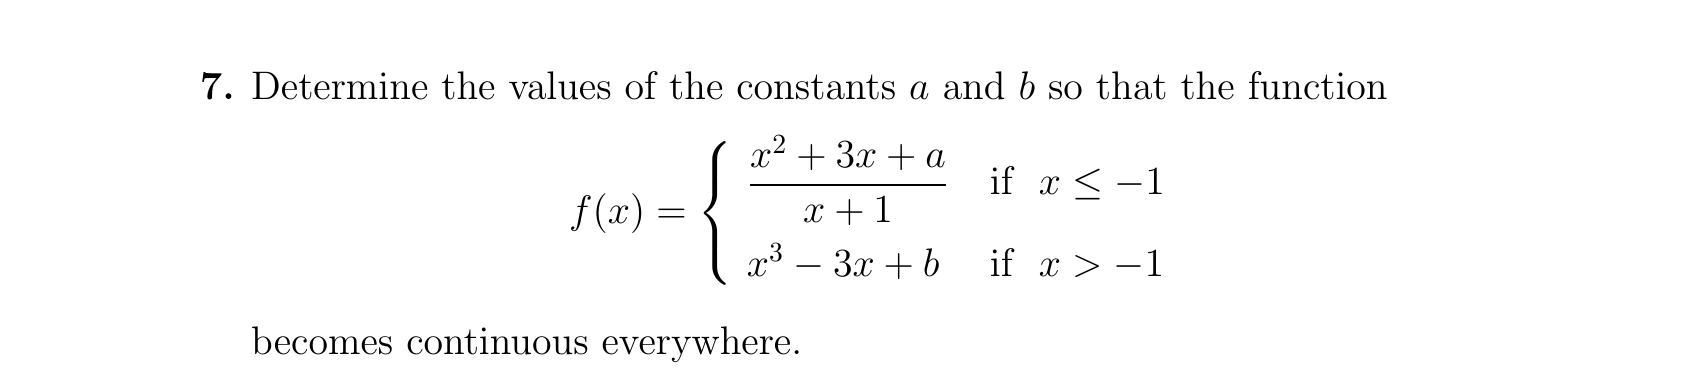 7. Determine the values of the constants a and b so that the function
f(x) = { (x² + 3x + a)/(x + 1) if x ≤ −1
x³ − 3x + b if x > −1
becomes continuous everywhere.